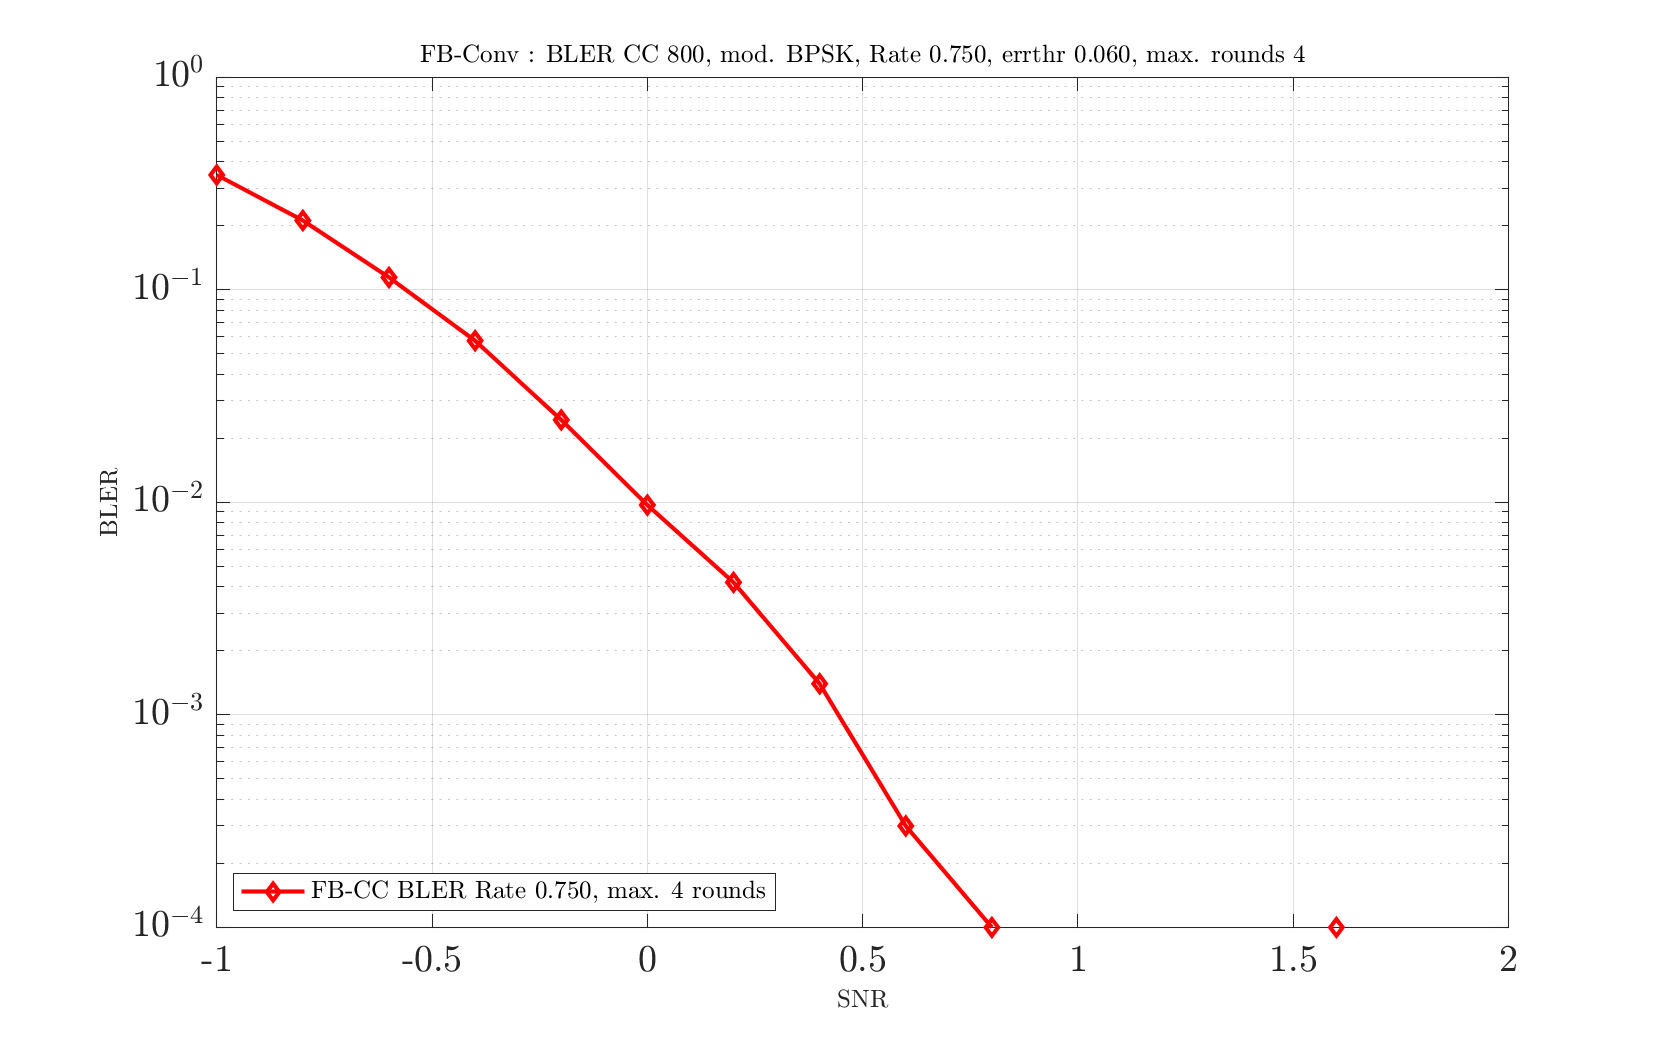 FB-Conv : BLER CC 800, mod. BPSK, Rate 0.750, errthr 0.060, max. rounds 4
10^0
10^{-1}
10^{-2}
10^{-3}
10^{-4}
BLER
FB-CC BLER Rate 0.750, max. 4 rounds
-1 -0.5 0 0.5 1 1.5 2
SNR